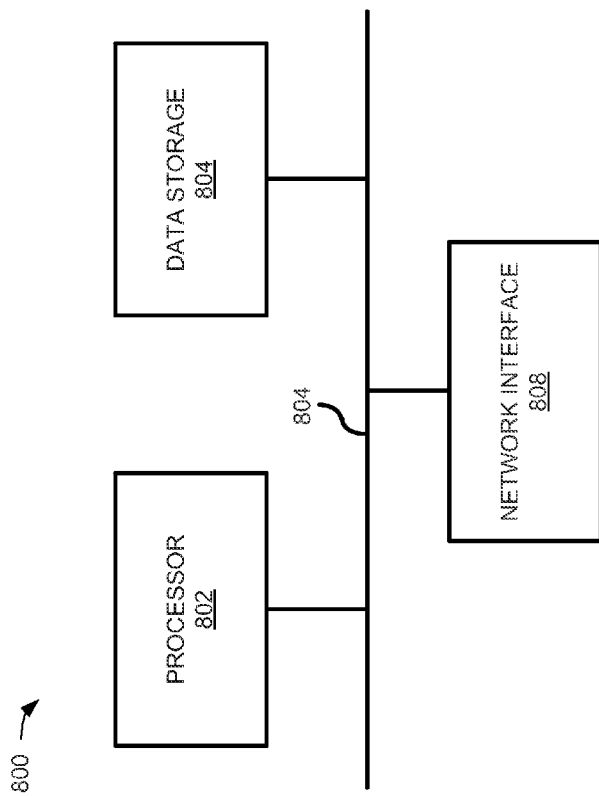 800
PROCESSOR
802
DATA STORAGE
804
804
NETWORK INTERFACE
808